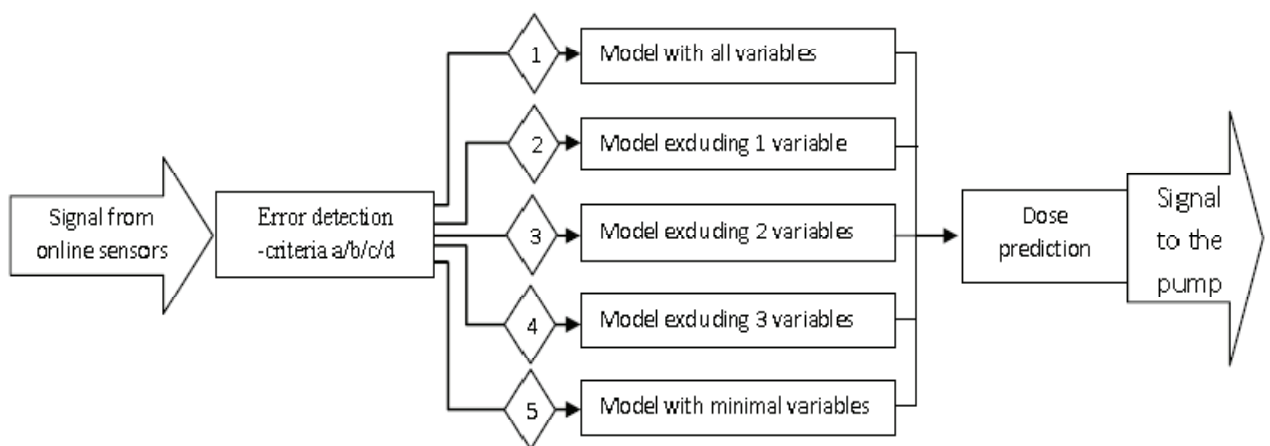 Signal from
online sensors
Error detection
-criteria a/b/c/d
1
Model with all variables
2
Model exduding 1 variable
3
Model exduding 2 variables
4
Model exduding 3 variables
5
Model with minimal variables
Dose
prediction
Signal
to the
pump